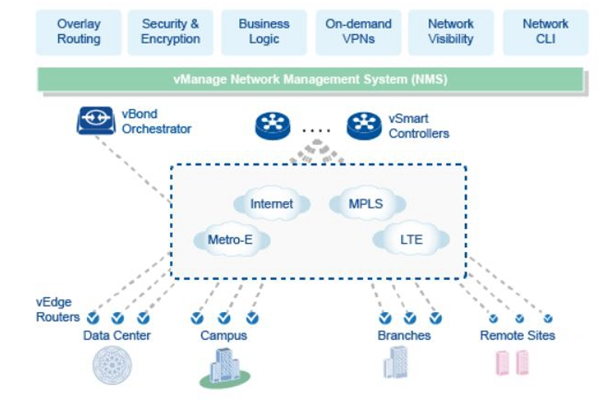 Overlay
Routing
Security &
Encryption
Business
Logic
On-demand
VPNs
Network
Visibility
Network
CLI
vManage Network Management System (NMS)
vBond
Orchestrator
vSmart
Controllers
Internet
MPLS
Metro-E
LTE
vEdge
Routers
Data Center
Campus
Branches
Remote Sites